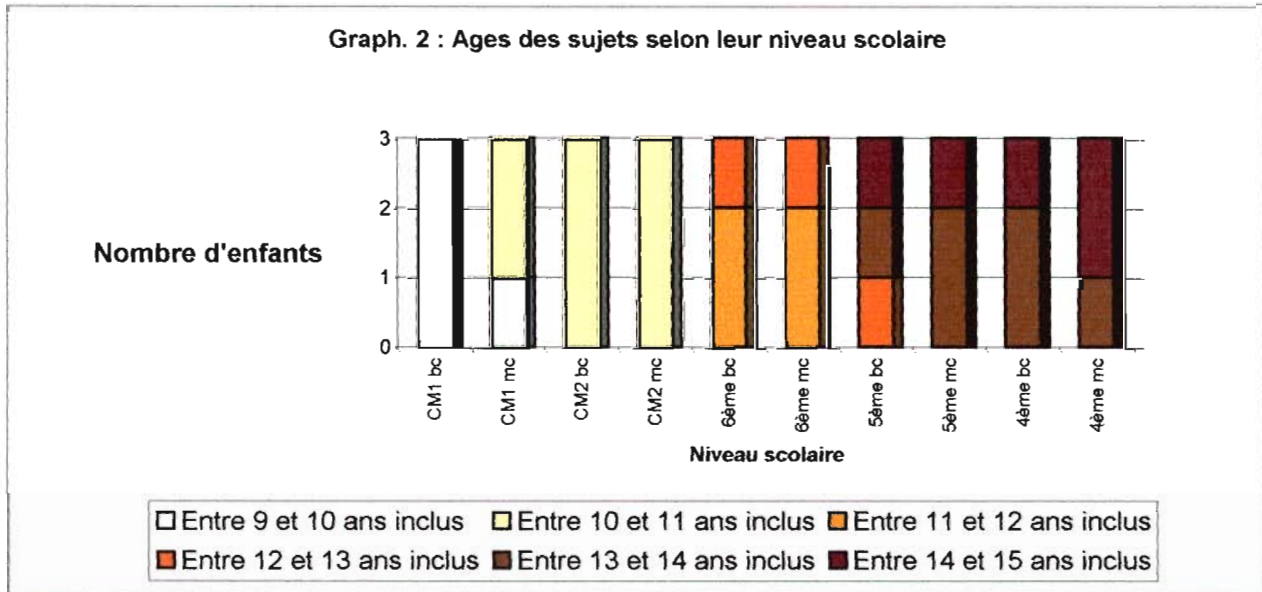 Graph. 2 : Ages des sujets selon leur niveau scolaire
Nombre d'enfants
3
2
1
0
CM1 bc
CM1 mc
CM2 bc
CM2 mc
6ème bc
6ème mc
5ème bc
5ème mc
4ème bc
4ème mc
Niveau scolaire
Entre 9 et 10 ans inclus Entre 10 et 11 ans inclus Entre 11 et 12 ans inclus
Entre 12 et 13 ans inclus Entre 13 et 14 ans inclus Entre 14 et 15 ans inclus